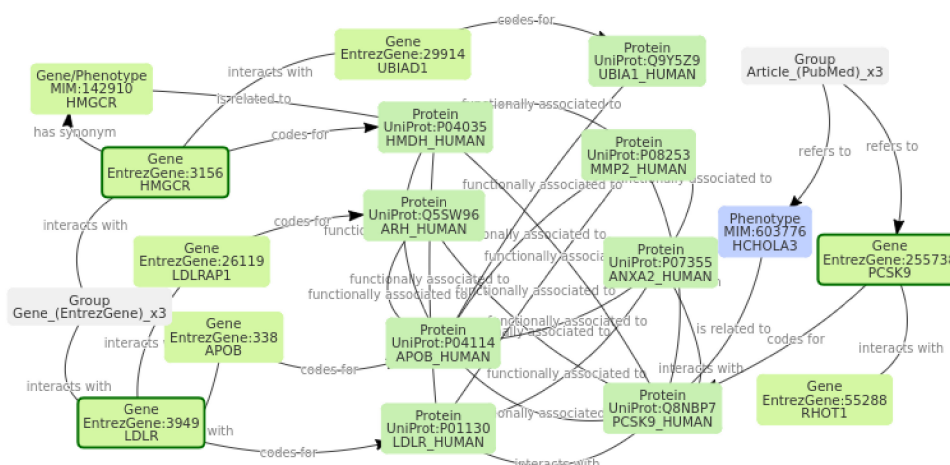 Gene
EntrezGene:29914
UBIAD1
codes for
Protein
UniProt:Q9Y5Z9
UBIA1_HUMAN
Group
Article_(PubMed)_x3
Gene/Phenotype
MIM:142910
HMGCR
interacts with
is related to
has synonym
codes for
functionally associated to
Protein
UniProt:P04035
HMDH_HUMAN
Protein
UniProt:P08253
MMP2_HUMAN
refers to
refers to
Gene
EntrezGene:3156
HMGCR
functionally associated to
associated to
Protein
UniProt:Q5SW96
ARH_HUMAN
Phenotype
MIM:603776
HCHOLA3
interacts with
codes for
Gene
EntrezGene:26119
LDLRAP1
Protein
UniProt:P07355
ANXA2_HUMAN
Gene
EntrezGene:255738
PCSK9
functionally associated to
functionally associated to
functionally associated to
Group
Gene_(EntrezGene)_x3
Gene
EntrezGene:338
APOB
Protein
UniProt:P04114
APOB_HUMAN
functionally associated to
is related to
codes for
interacts with
interacts
codes for
functionally associated to
interacts with
interacts with
Gene
EntrezGene:55288
RHOT1
Gene
EntrezGene:3949
LDLR
with
Protein
UniProt:P01130
LDLR_HUMAN
associated
Protein
UniProt:Q8NBP7
PCSK9_HUMAN
codes for
interacts with